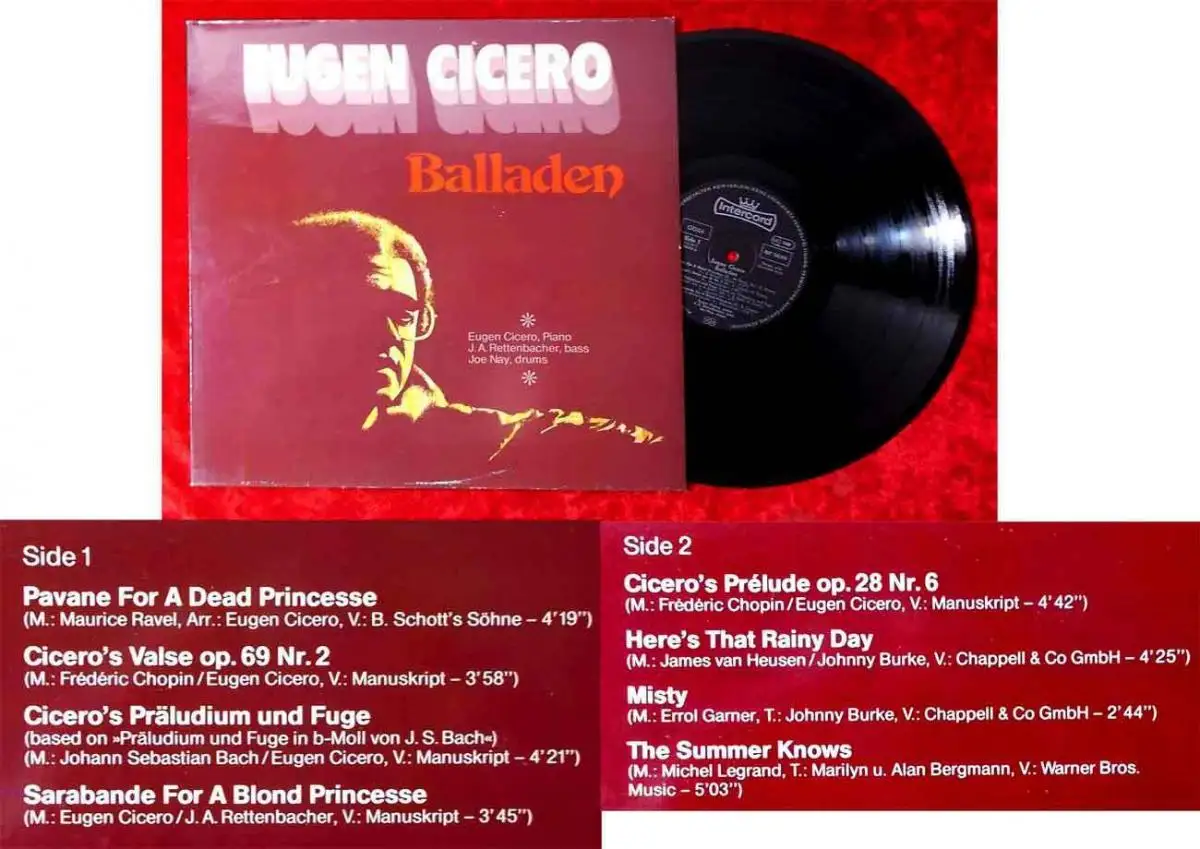 EUGEN CICERO
Balladen
Eugen Cicero, Piano
J. A. Rettenbacher, bass
Joe Nay, drums
Intercord
Side 1
Eugen Cicero
Balladen
Side 1
Pavane For A Dead Princesse
(M.: Maurice Ravel, Arr.: Eugen Cicero, V.: B. Schott's Söhne – 4'19")
Cicero's Valse op. 69 Nr. 2
(M.: Frédéric Chopin / Eugen Cicero, V.: Manuskript – 3'58")
Cicero's Präludium und Fuge
(based on »Präludium und Fuge in b-Moll von J. S. Bach«)
(M.: Johann Sebastian Bach / Eugen Cicero, V.: Manuskript – 4'21")
Sarabande For A Blond Princesse
(M.: Eugen Cicero / J. A. Rettenbacher, V.: Manuskript – 3'45")
Side 2
Cicero's Prélude op. 28 Nr. 6
(M.: Frédéric Chopin / Eugen Cicero, V.: Manuskript – 4'42")
Here's That Rainy Day
(M.: James van Heusen / Johnny Burke, V.: Chappell & Co GmbH – 4'25")
Misty
(M.: Errol Garner, T.: Johnny Burke, V.: Chappell & Co GmbH – 2'44")
The Summer Knows
(M.: Michel Legrand, T.: Marilyn u. Alan Bergmann, V.: Warner Bros.
Music – 5'03")